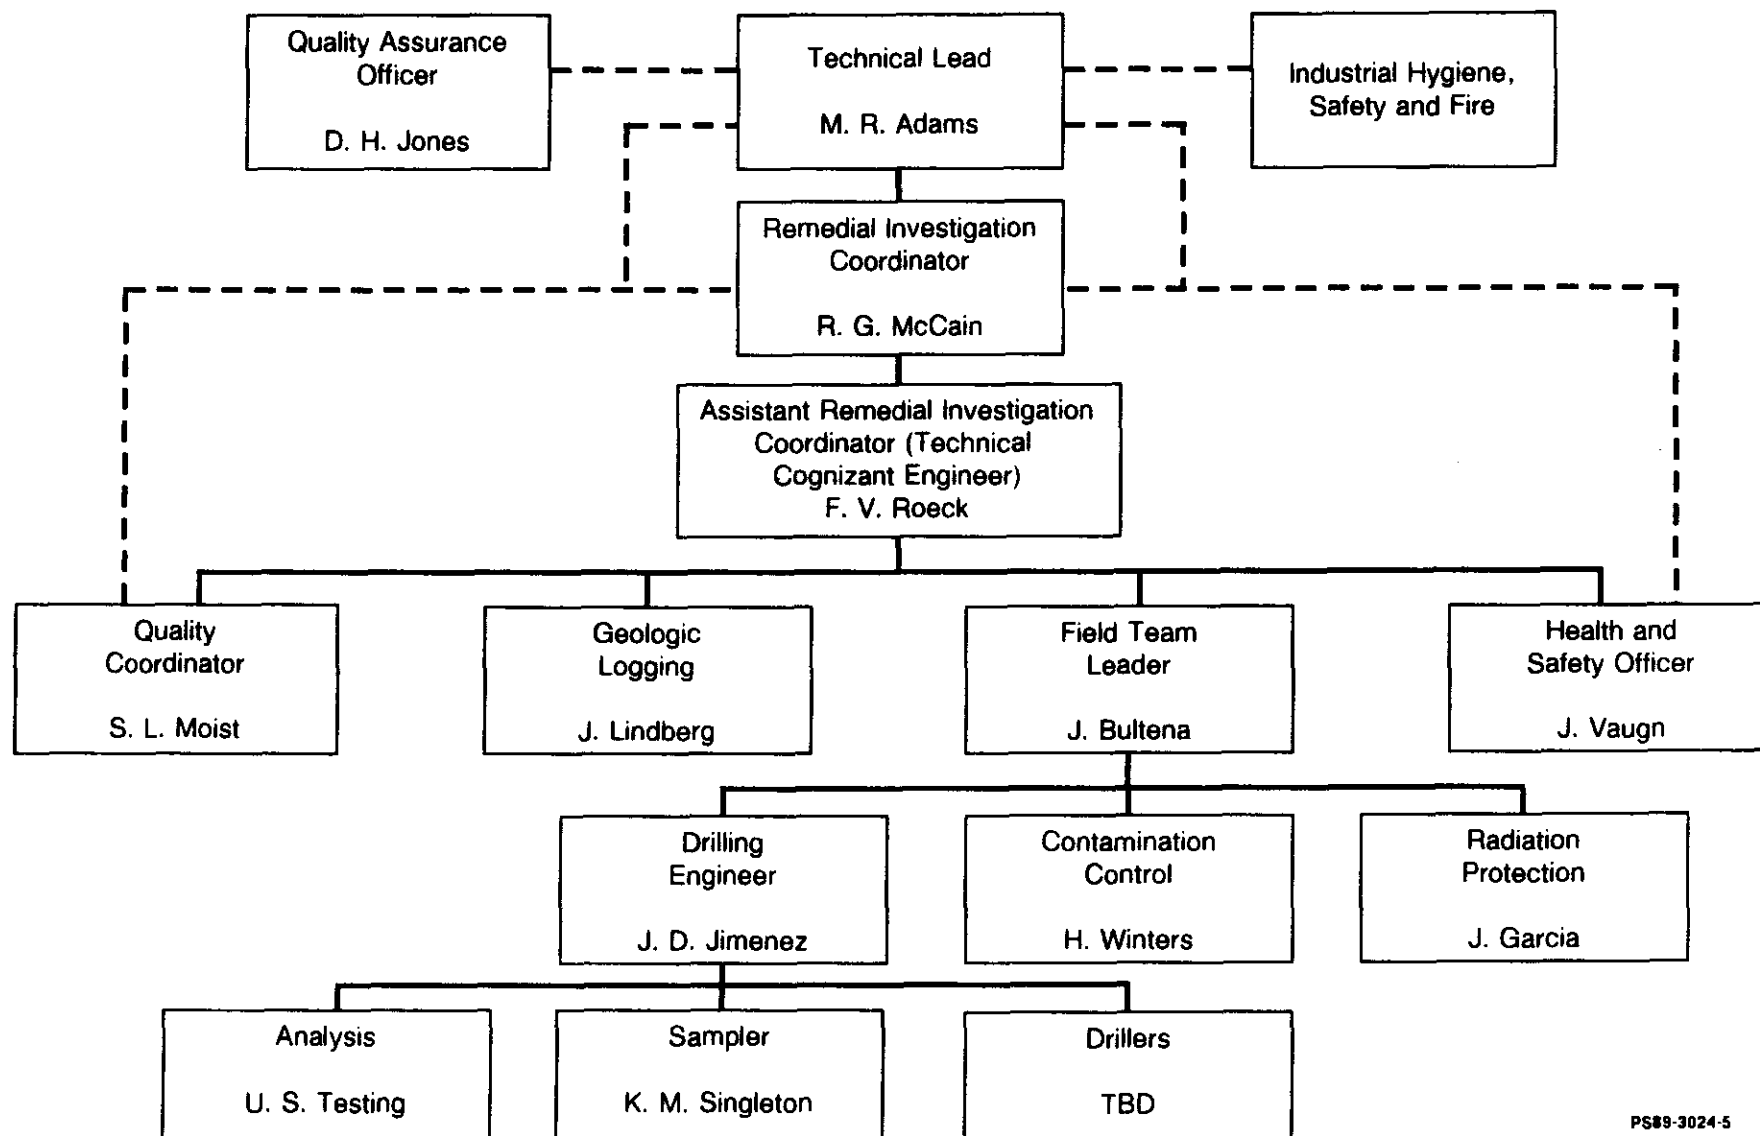 Quality Assurance
Officer
D. H. Jones
Technical Lead
M. R. Adams
Industrial Hygiene,
Safety and Fire
Remedial Investigation
Coordinator
R. G. McCain
Assistant Remedial Investigation
Coordinator (Technical
Cognizant Engineer)
F. V. Roeck
Quality
Coordinator
S. L. Moist
Geologic
Logging
J. Lindberg
Field Team
Leader
J. Bultena
Health and
Safety Officer
J. Vaugn
Drilling
Engineer
J. D. Jimenez
Contamination
Control
H. Winters
Radiation
Protection
J. Garcia
Analysis
U. S. Testing
Sampler
K. M. Singleton
Drillers
TBD
PS89-3024-5